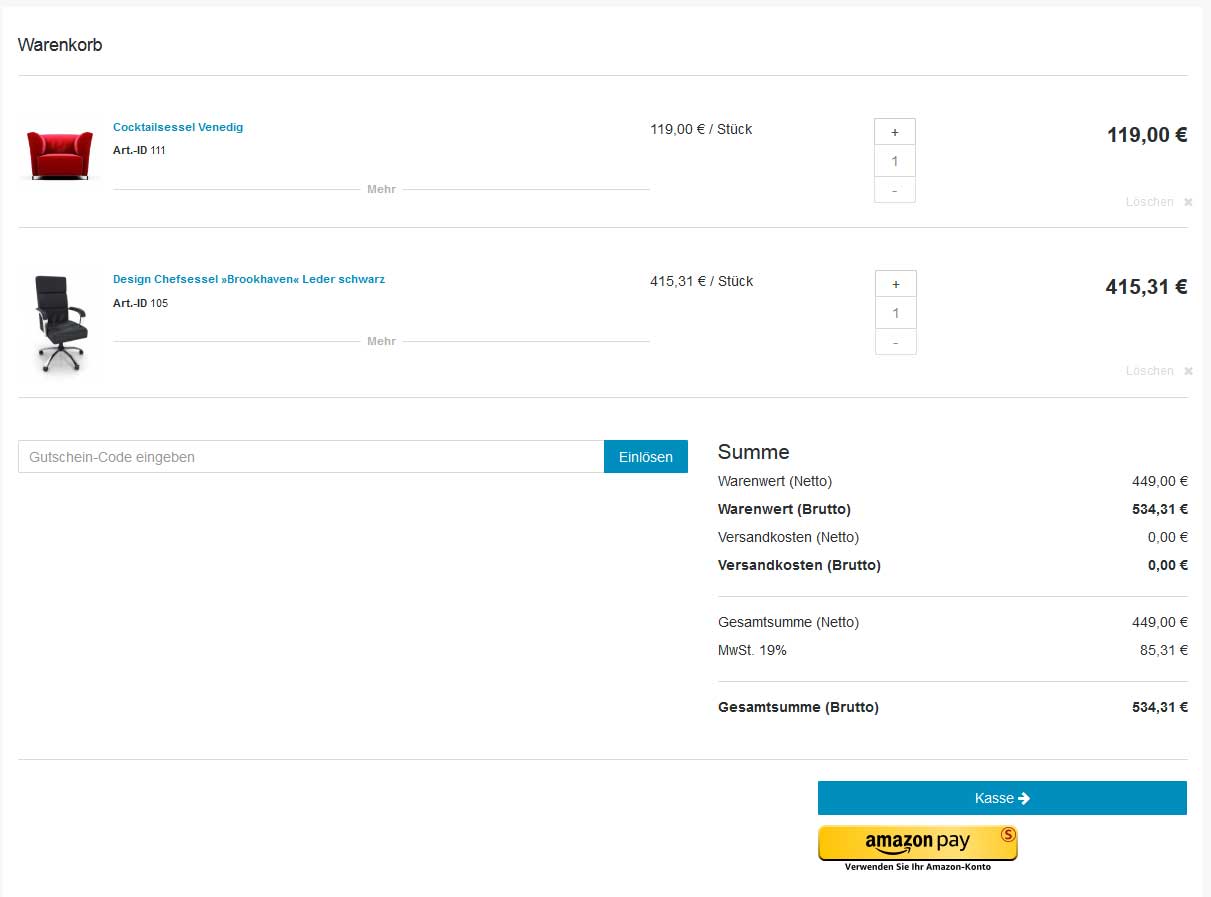 Warenkorb
Cocktailsessel Venedig
119,00 € / Stück
+
119,00 €
Art.-ID 111
1
Mehr
-
Löschen ✖
Design Chefsessel »Brookhaven« Leder schwarz
415,31 € / Stück
+
415,31 €
Art.-ID 105
1
Mehr
-
Löschen ✖
Gutschein-Code eingeben
Einlösen
Summe
Warenwert (Netto) 449,00 €
Warenwert (Brutto) 534,31 €
Versandkosten (Netto) 0,00 €
Versandkosten (Brutto) 0,00 €
Gesamtsumme (Netto) 449,00 €
MwSt. 19% 85,31 €
Gesamtsumme (Brutto) 534,31 €
Kasse →
amazon pay S
Verwenden Sie Ihr Amazon-Konto